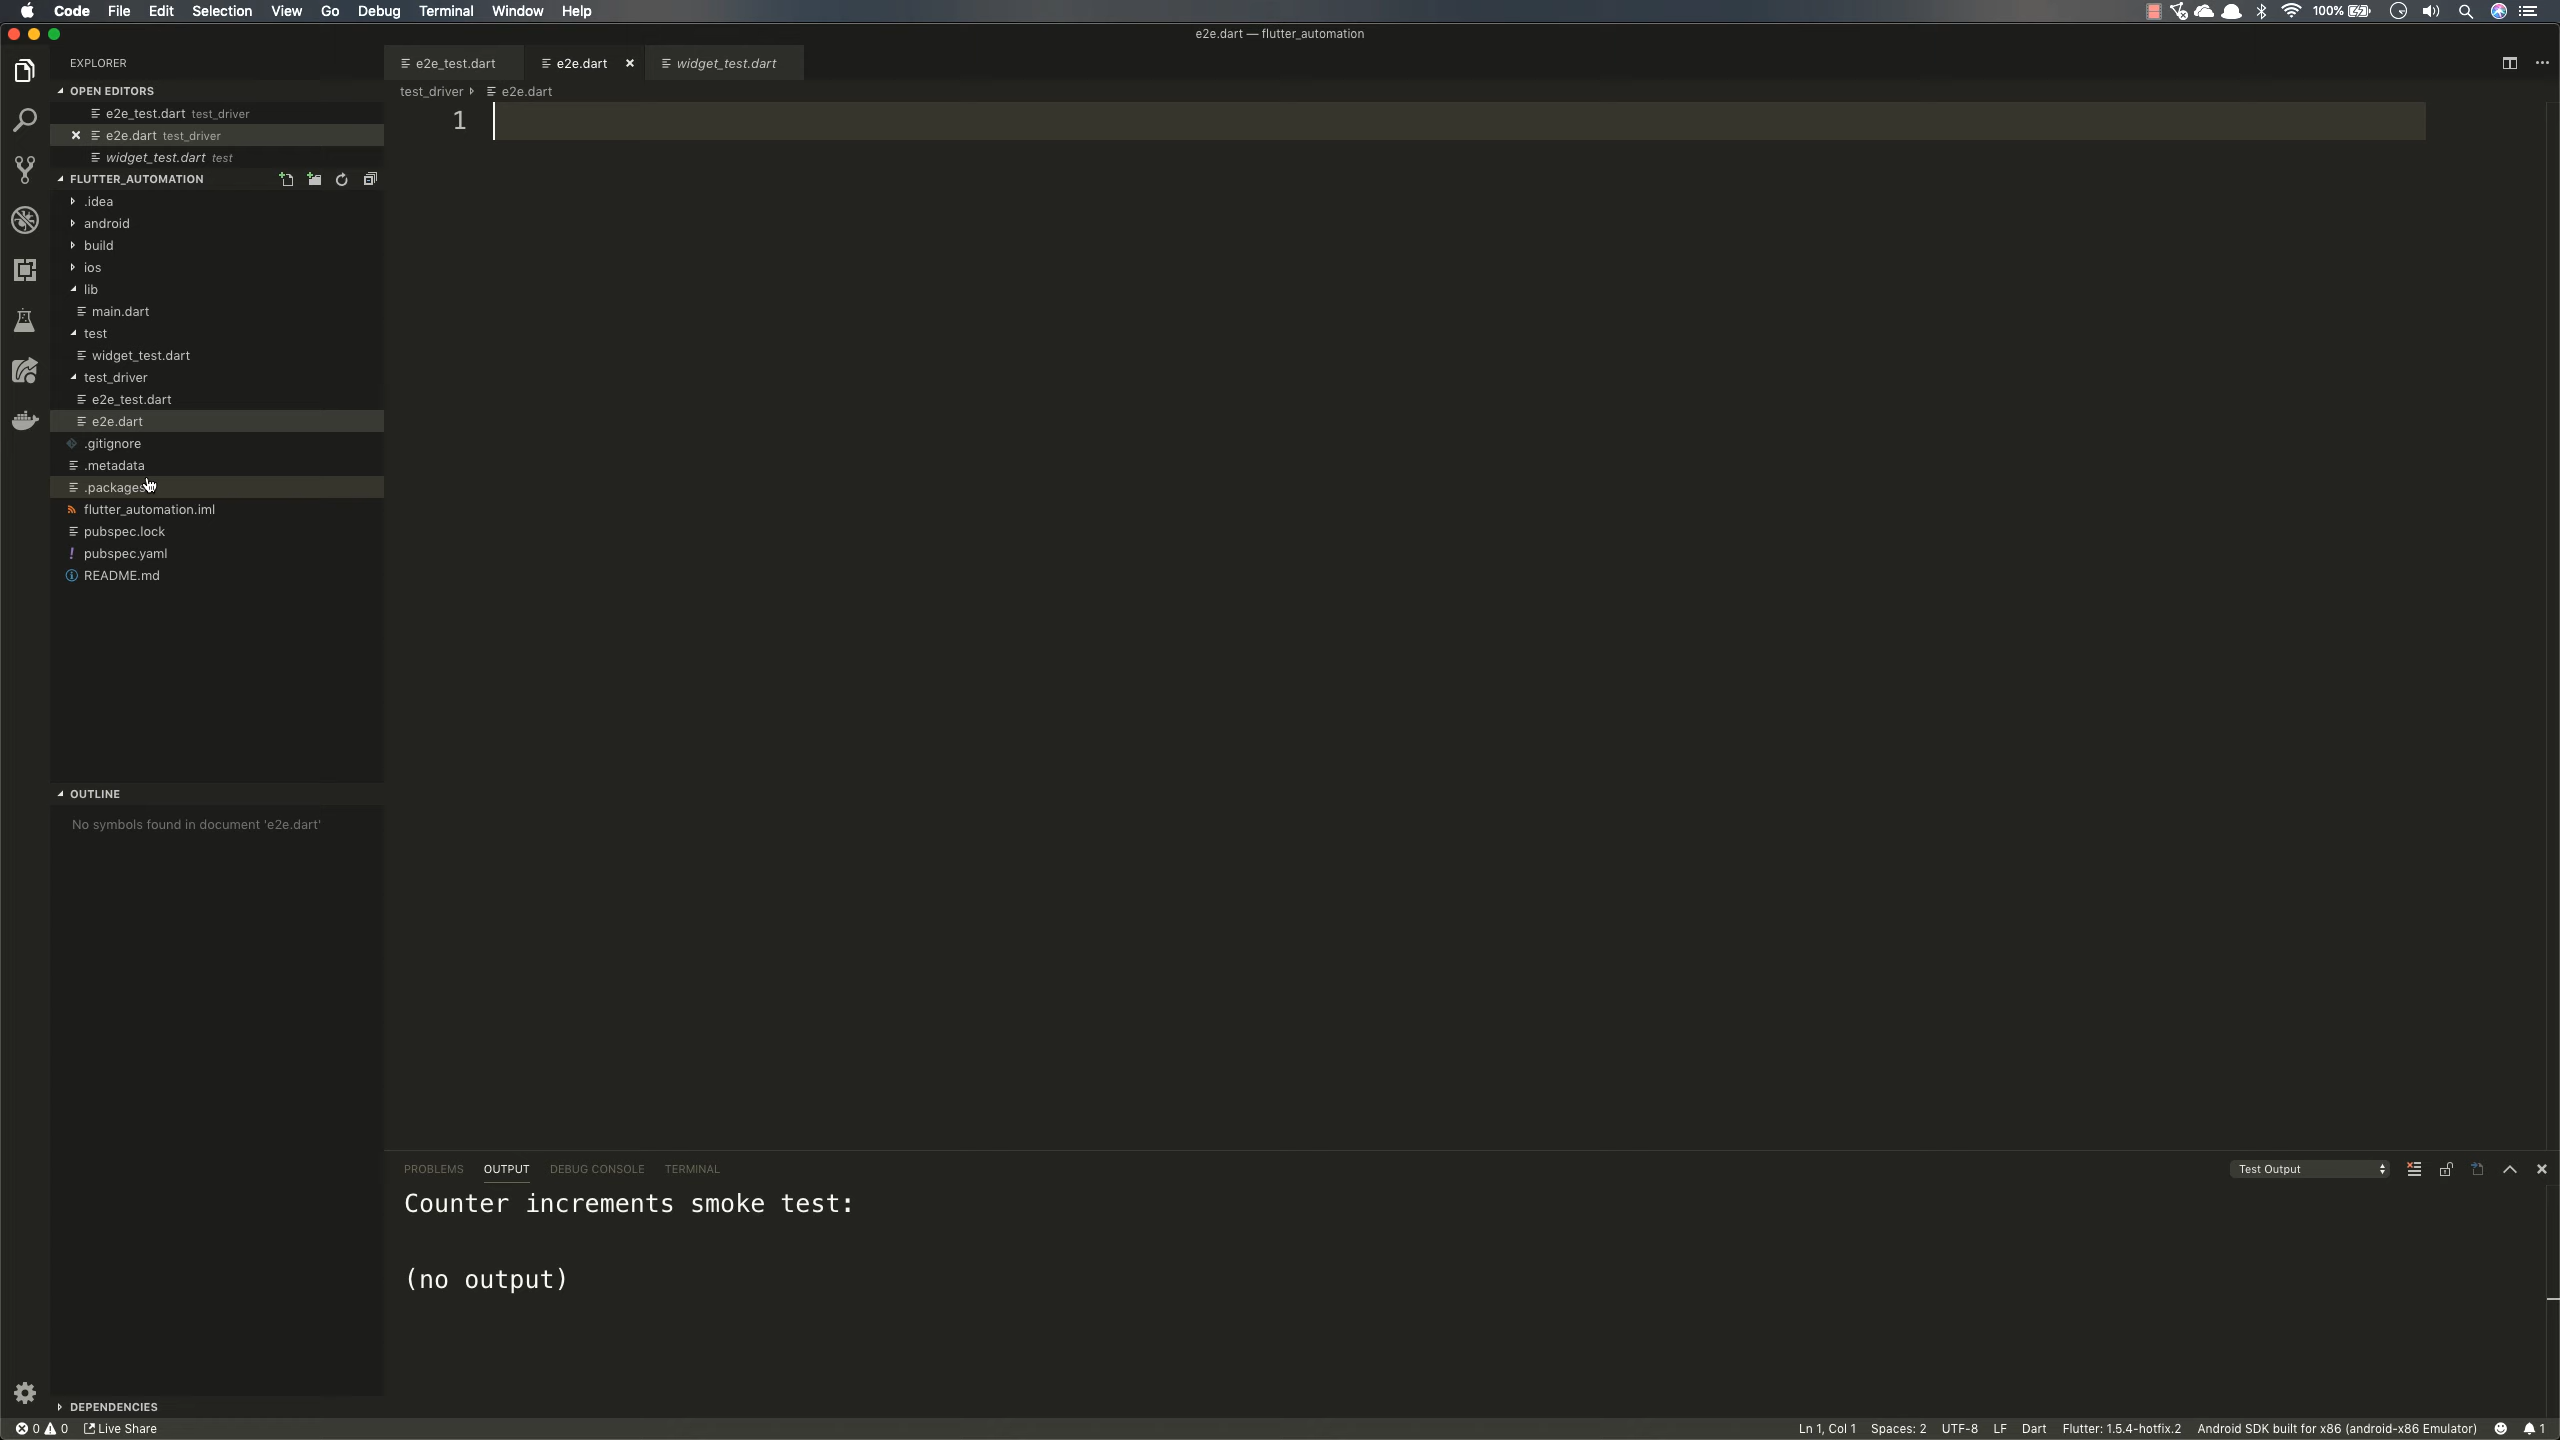 Code File Edit Selection View Go Debug Terminal Window Help 100%
e2e.dart — flutter_automation
EXPLORER
OPEN EDITORS
e2e_test.dart test_driver
e2e.dart test_driver
widget_test.dart test
FLUTTER_AUTOMATION
.idea
android
build
ios
lib
main.dart
test
widget_test.dart
test_driver
e2e_test.dart
e2e.dart
.gitignore
.metadata
.packages
flutter_automation.iml
pubspec.lock
pubspec.yaml
README.md
OUTLINE
No symbols found in document 'e2e.dart'
DEPENDENCIES
e2e_test.dart e2e.dart widget_test.dart
test_driver e2e.dart
1
PROBLEMS OUTPUT DEBUG CONSOLE TERMINAL Test Output
Counter increments smoke test:
(no output)
0 0 Live Share Ln 1, Col 1 Spaces: 2 UTF-8 LF Dart Flutter: 1.5.4-hotfix.2 Android SDK built for x86 (android-x86 Emulator) 1